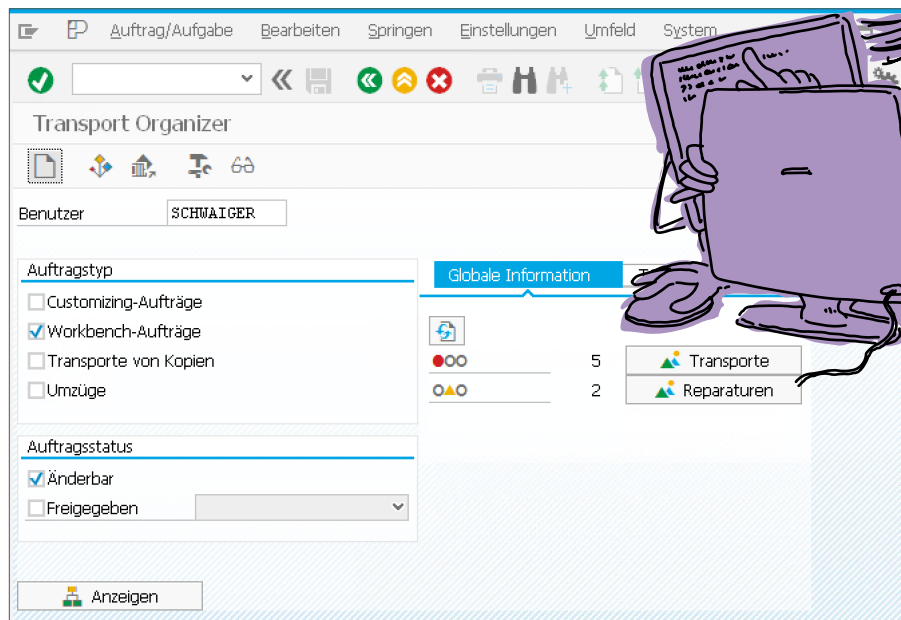 Auftrag/Aufgabe Bearbeiten Springen Einstellungen Umfeld System
Transport Organizer
Benutzer SCHWAIGER
Auftragstyp
Globale Information
Customizing-Aufträge
Workbench-Aufträge
Transporte von Kopien
5 Transporte
Umzüge
2 Reparaturen
Auftragsstatus
Änderbar
Freigegeben
Anzeigen